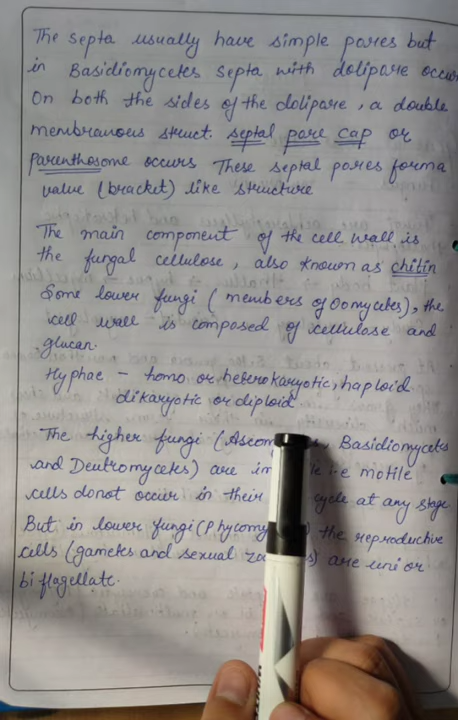 The septa usually have simple pores but
in Basidiomycetes septa with dolipore occur
On both the sides of the dolipore, a double
membranous struct. septal pore cap or
parenthosome occurs These septal pores form a
value (bracket) like structure
The main component of the cell wall is
the fungal cellulose, also known as chitin
Some lower fungi (members of Oomycetes), the
cell wall is composed of cellulose and
glucan.
Hyphae - homo or heterokaryotic, haploid
dikaryotic or diploid
The higher fungi (Basidiomycetes
and Deutromycetes) are i.e motile
cells donot occur in their cycle at any stage
But in lower fungi the reproductive
cells (gametes and sexual are uni or
bi flagellate.